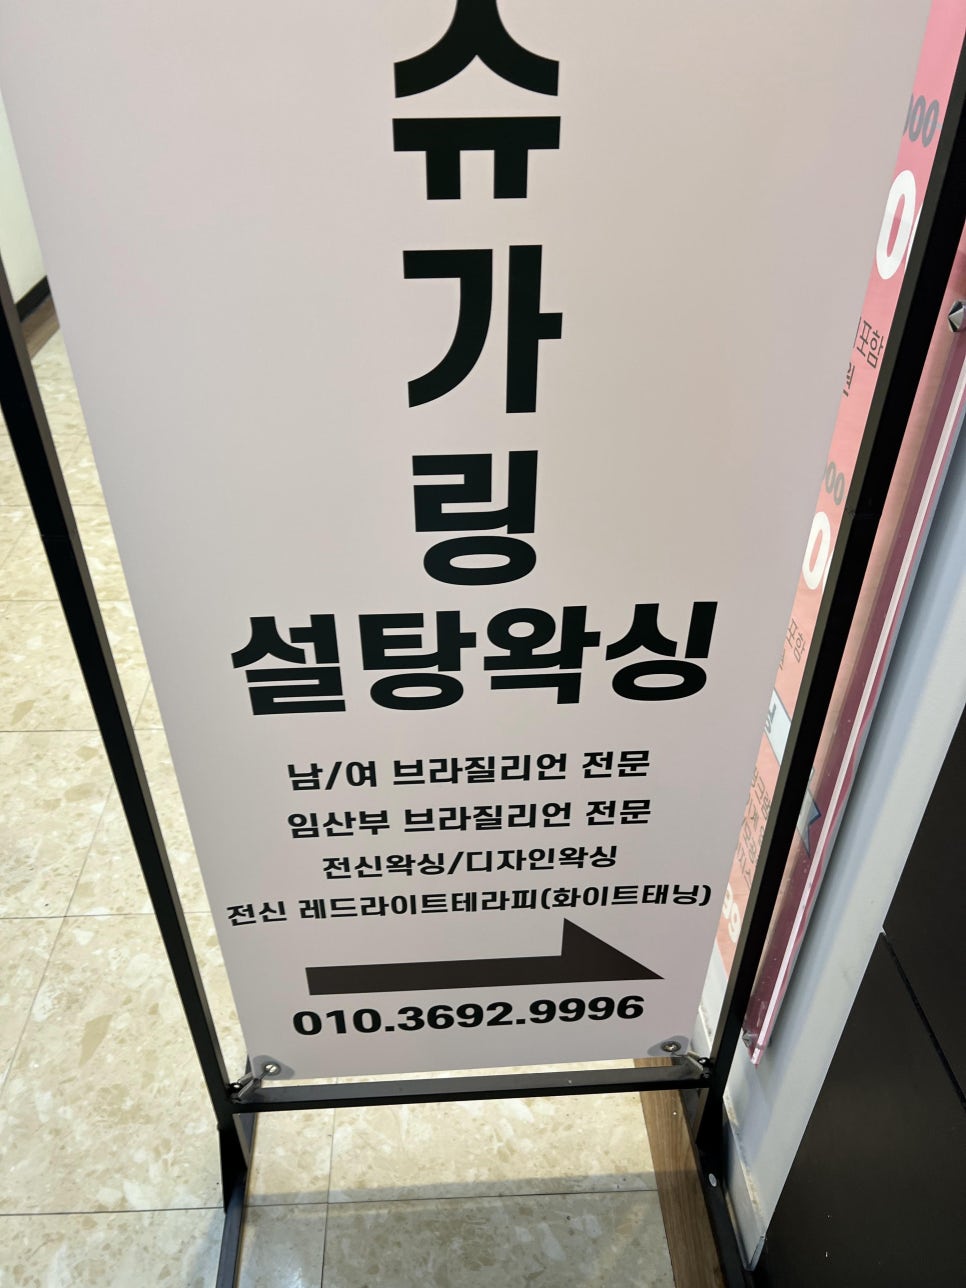 슈
가
링
설탕왁싱
남/여 브라질리언 전문
임산부 브라질리언 전문
전신왁싱/디자인왁싱
전신 레드라이트테라피(화이트태닝)
010.3692.9996
포함